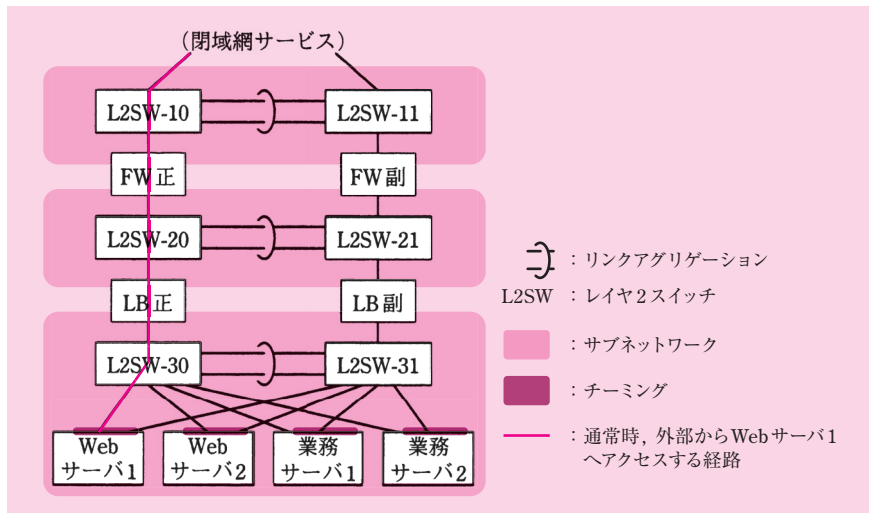 (閉域網サービス)
L2SW-10
L2SW-11
FW正
FW副
L2SW-20
L2SW-21
LB正
LB副
L2SW-30
L2SW-31
Web
サーバ1
Web
サーバ2
業務
サーバ1
業務
サーバ2
:リンクアグリゲーション
L2SW :レイヤ2スイッチ
:サブネットワーク
:チーミング
:通常時,外部からWebサーバ1
へアクセスする経路